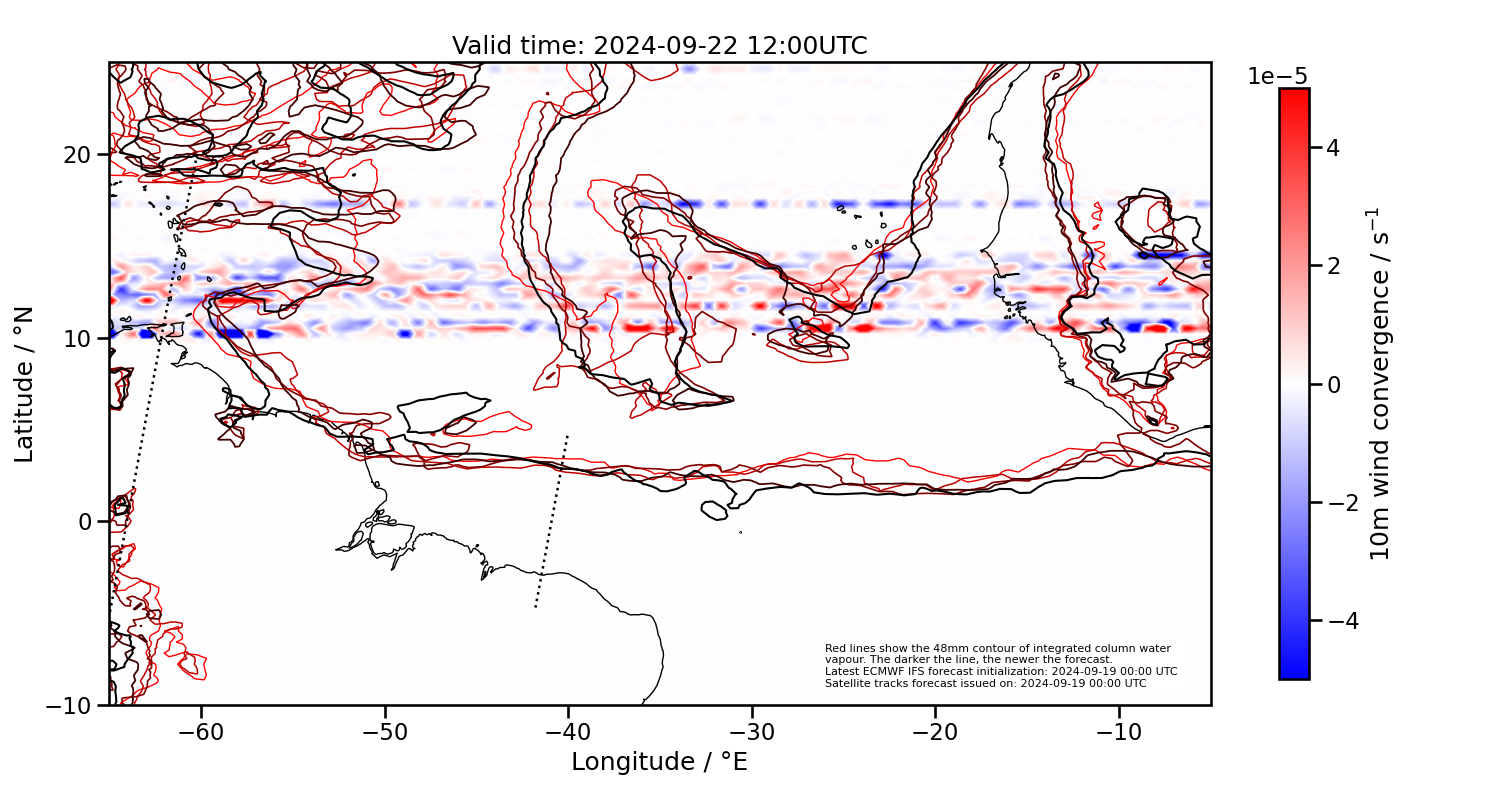 Valid time: 2024-09-22 12:00UTC
1e−5
20
10
0
−10
Latitude / °N
−60
−50
−40
−30
−20
−10
Longitude / °E
4
2
0
−2
−4
10m wind convergence / s⁻¹
Red lines show the 48mm contour of integrated column water
vapour. The darker the line, the newer the forecast.
Latest ECMWF IFS forecast initialization: 2024-09-19 00:00 UTC
Satellite tracks forecast issued on: 2024-09-19 00:00 UTC